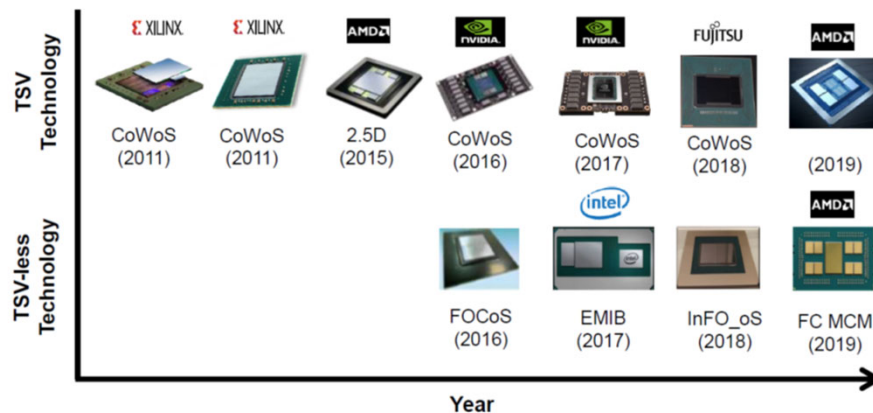 TSV
Technology
XILINX
XILINX
AMD
NVIDIA
NVIDIA
FUJITSU
AMD
CoWoS
(2011)
CoWoS
(2011)
2.5D
(2015)
CoWoS
(2016)
CoWoS
(2017)
CoWoS
(2018)
(2019)
TSV-less
Technology
intel
AMD
intel
FOCoS
(2016)
EMIB
(2017)
InFO_oS
(2018)
FC MCM
(2019)
Year